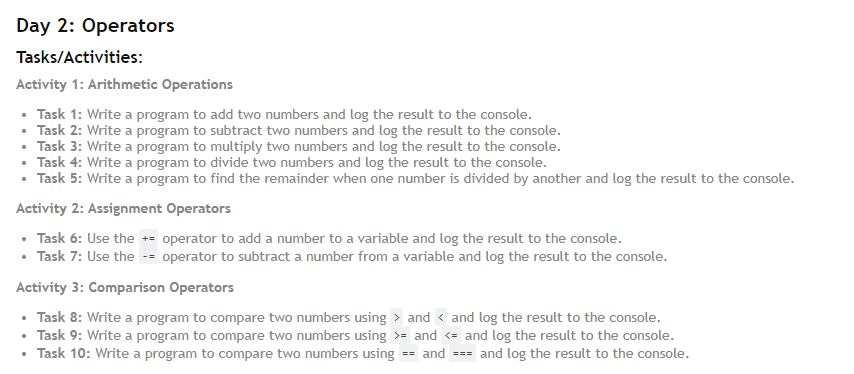 Day 2: Operators
Tasks/Activities:
Activity 1: Arithmetic Operations
• Task 1: Write a program to add two numbers and log the result to the console.
• Task 2: Write a program to subtract two numbers and log the result to the console.
• Task 3: Write a program to multiply two numbers and log the result to the console.
• Task 4: Write a program to divide two numbers and log the result to the console.
• Task 5: Write a program to find the remainder when one number is divided by another and log the result to the console.
Activity 2: Assignment Operators
• Task 6: Use the += operator to add a number to a variable and log the result to the console.
• Task 7: Use the -= operator to subtract a number from a variable and log the result to the console.
Activity 3: Comparison Operators
• Task 8: Write a program to compare two numbers using > and < and log the result to the console.
• Task 9: Write a program to compare two numbers using >= and <= and log the result to the console.
• Task 10: Write a program to compare two numbers using == and === and log the result to the console.